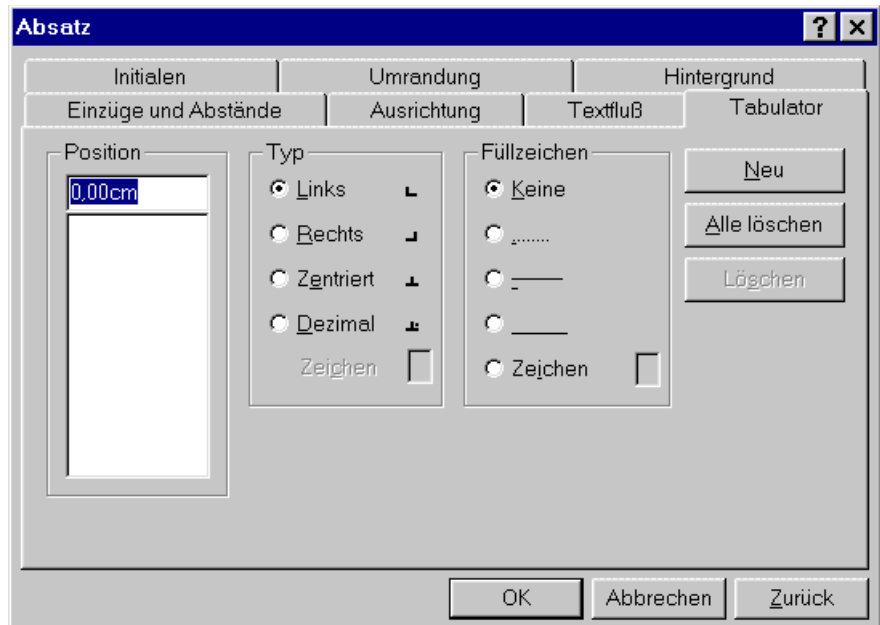 Absatz
Initialen
Umrandung
Hintergrund
Einzüge und Abstände
Ausrichtung
Textfluß
Tabulator
Position
0,00cm
Typ
Links
Rechts
Zentriert
Dezimal
Zeichen
Füllzeichen
Keine
........
Zeichen
Neu
Alle löschen
Löschen
OK
Abbrechen
Zurück